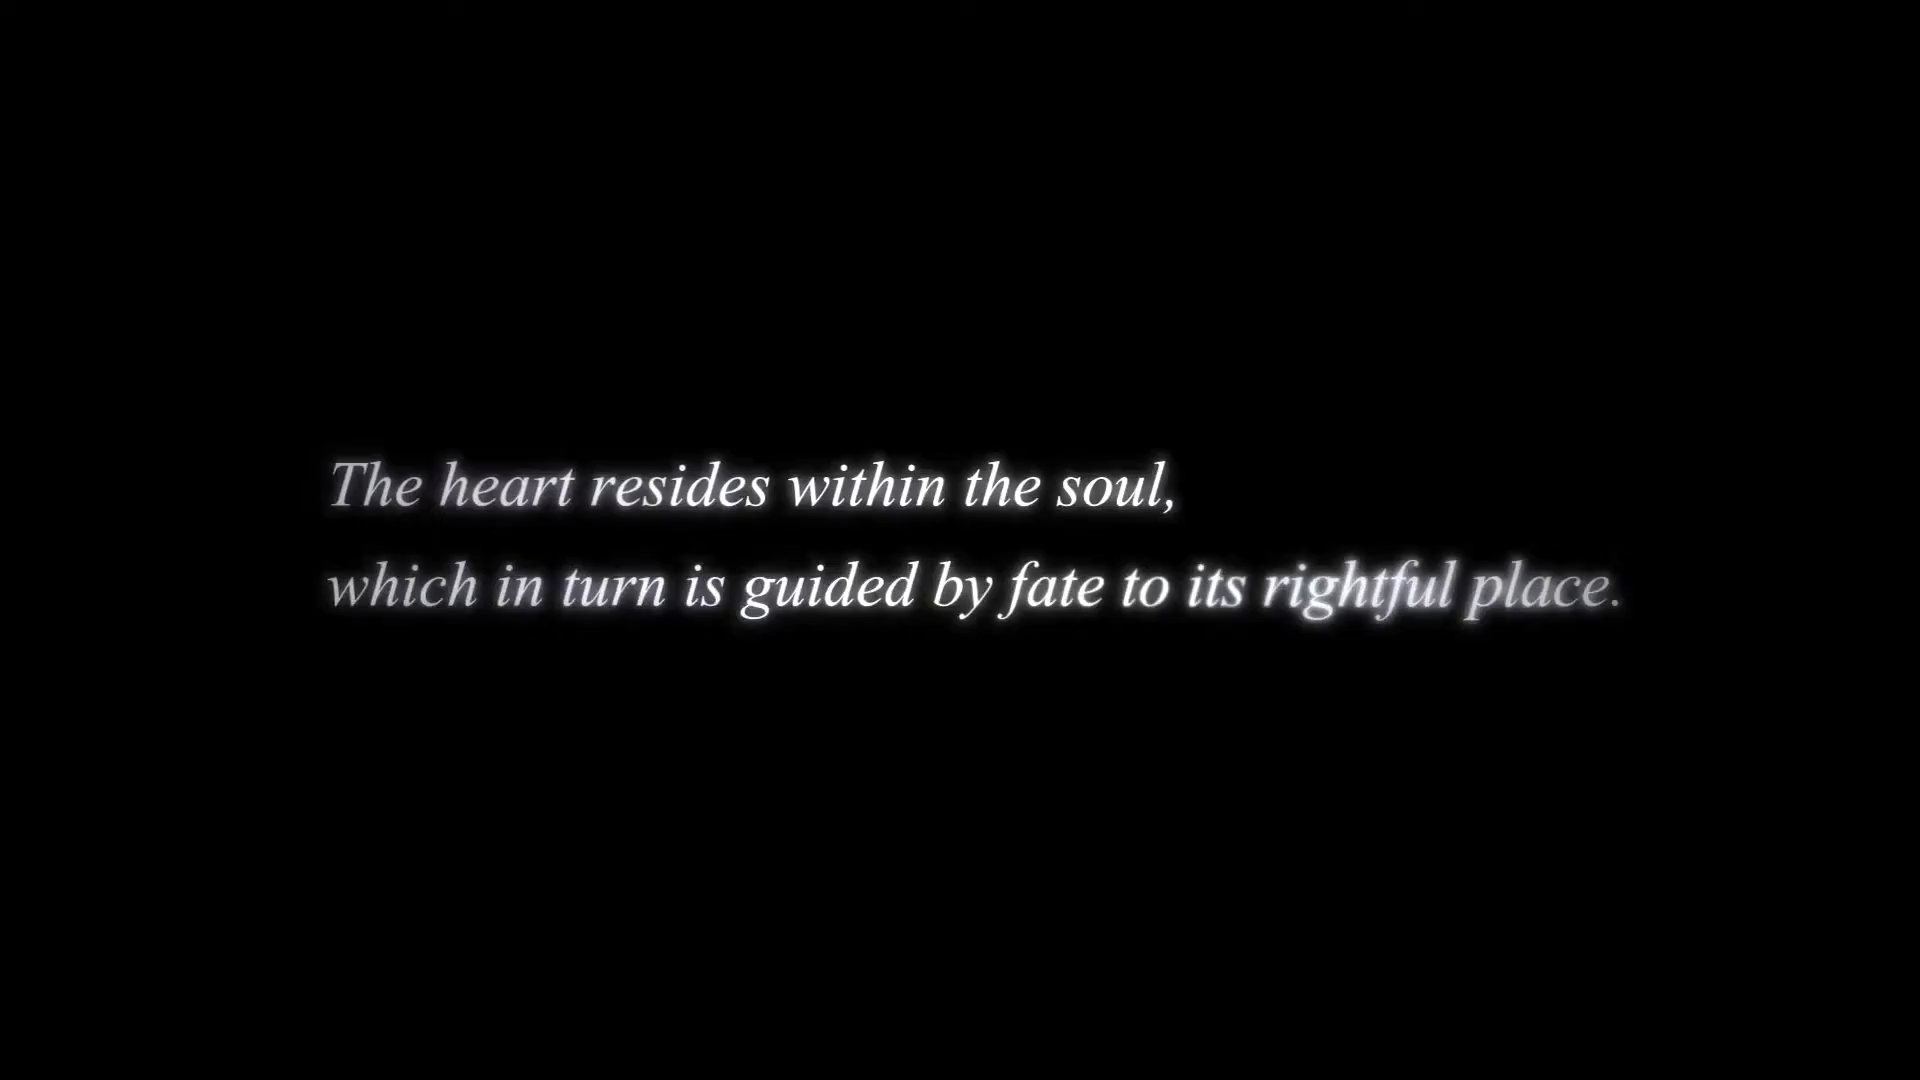 The heart resides within the soul,
which in turn is guided by fate to its rightful place.